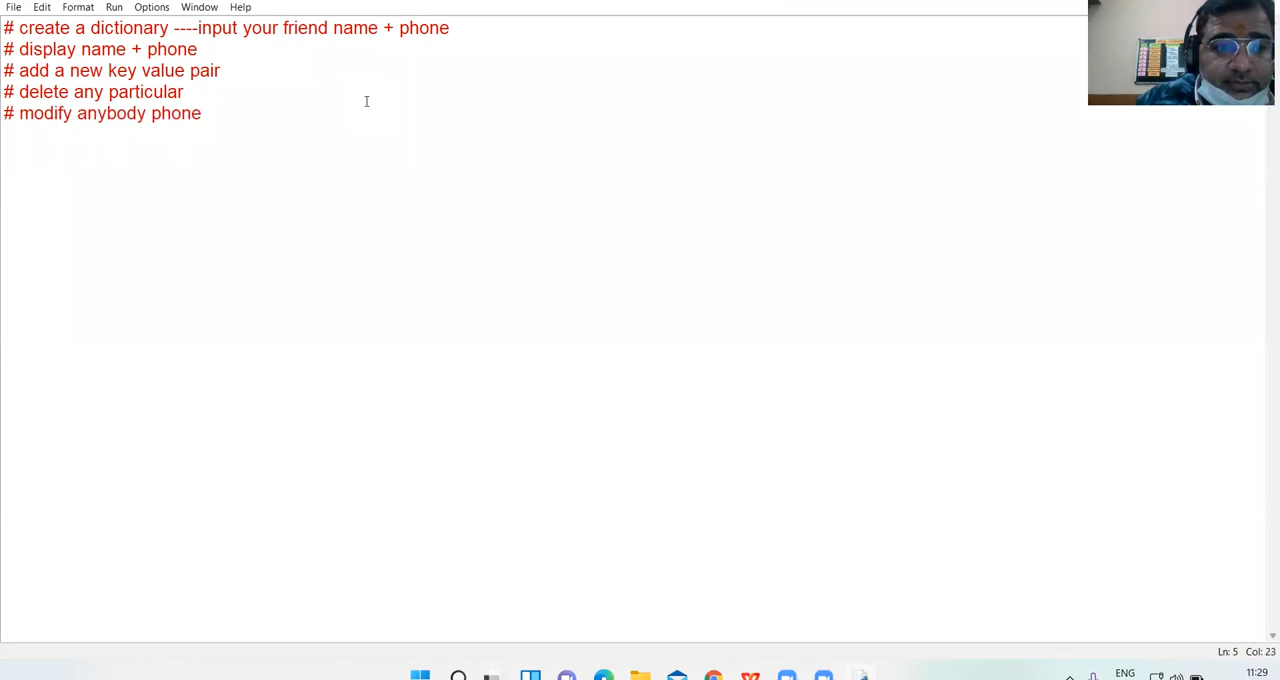 File Edit Format Run Options Window Help
# create a dictionary ----input your friend name + phone
# display name + phone
# add a new key value pair
# delete any particular
# modify anybody phone
Ln: 5 Col: 23
ENG
11:29